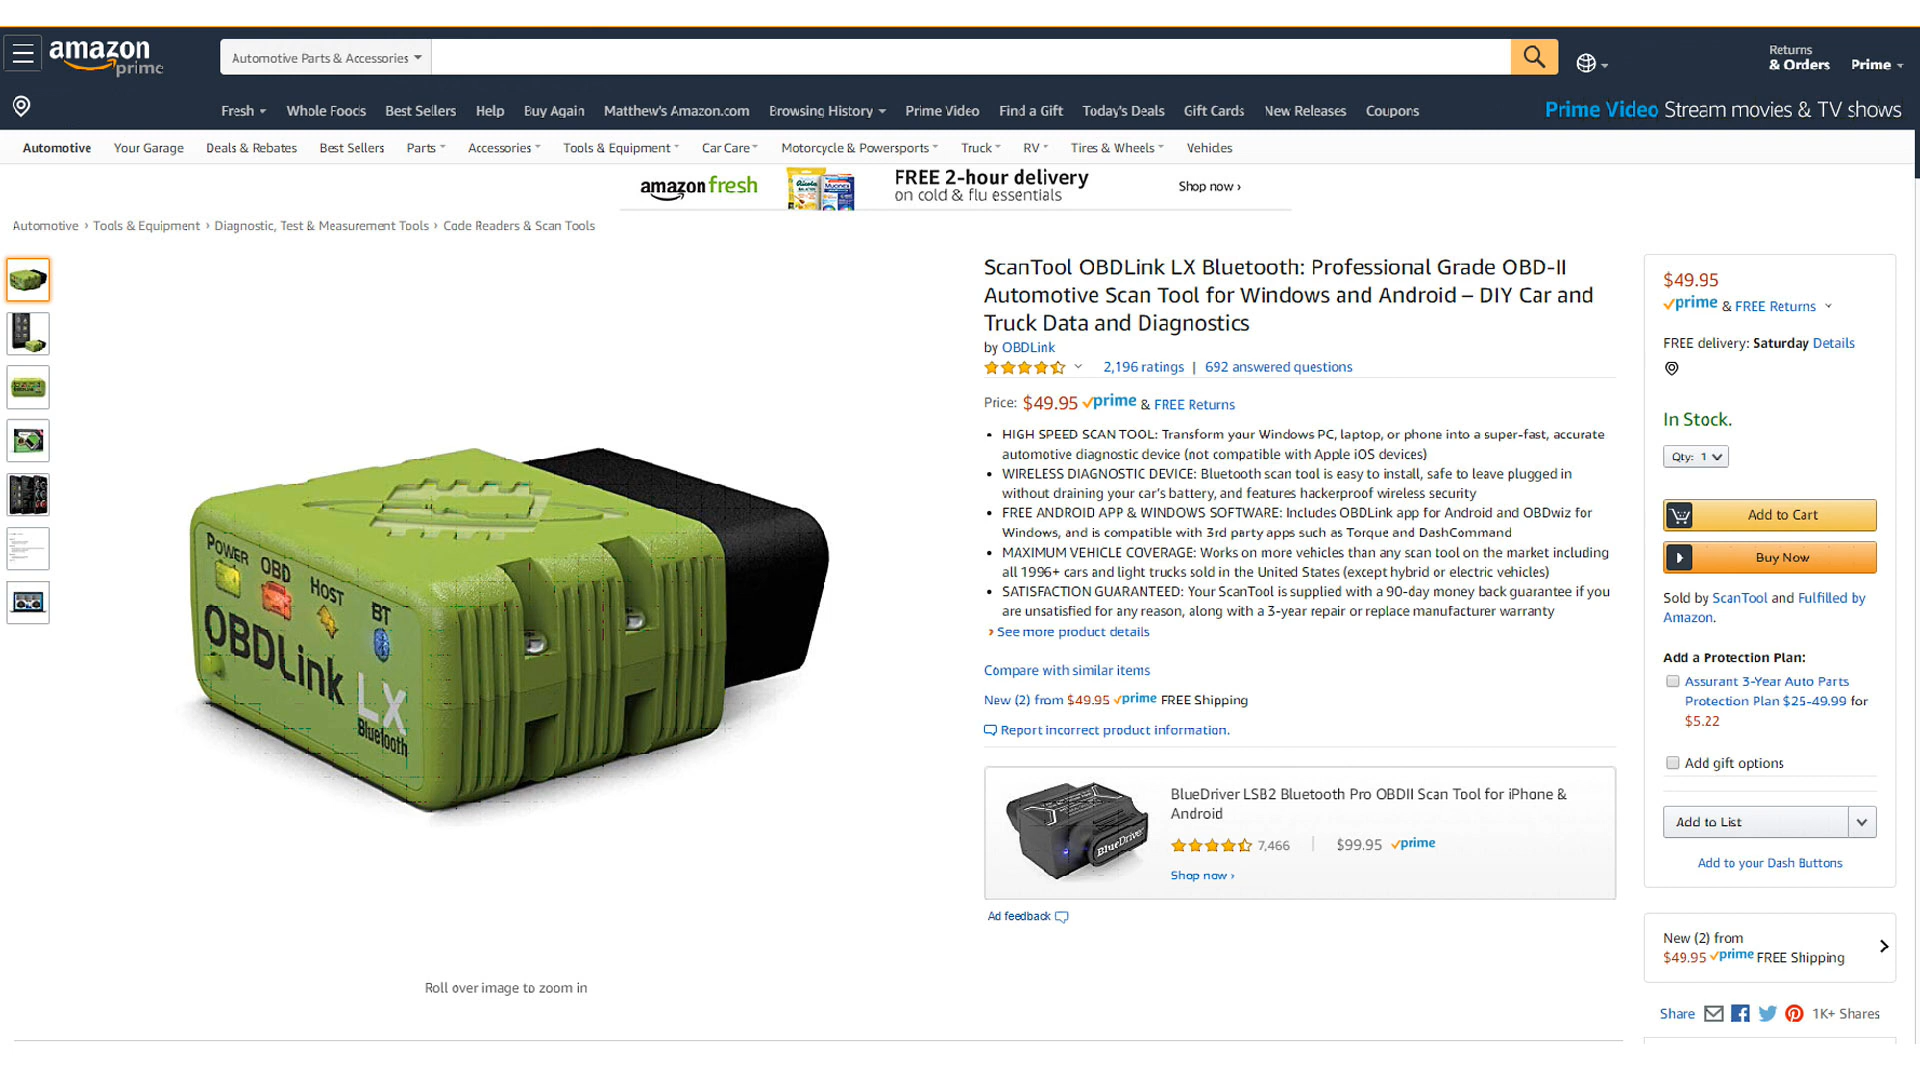 amazon
prime
Automotive Parts & Accessories
Returns
& Orders
Prime
Fresh Whole Foods Best Sellers Help Buy Again Matthew's Amazon.com Browsing History Prime Video Find a Gift Today's Deals Gift Cards New Releases Coupons
Prime Video Stream movies & TV shows
Automotive Your Garage Deals & Rebates Best Sellers Parts Accessories Tools & Equipment Car Care Motorcycle & Powersports Truck RV Tires & Wheels Vehicles
amazon fresh
FREE 2-hour delivery
on cold & flu essentials
Shop now ›
Automotive › Tools & Equipment › Diagnostic, Test & Measurement Tools › Code Readers & Scan Tools
POWER
OBD
HOST
BT
OBDLink LX
Bluetooth
Roll over image to zoom in
ScanTool OBDLink LX Bluetooth: Professional Grade OBD-II
Automotive Scan Tool for Windows and Android – DIY Car and
Truck Data and Diagnostics
by OBDLink
2,196 ratings | 692 answered questions
Price: $49.95 prime & FREE Returns
• HIGH SPEED SCAN TOOL: Transform your Windows PC, laptop, or phone into a super-fast, accurate
automotive diagnostic device (not compatible with Apple iOS devices)
• WIRELESS DIAGNOSTIC DEVICE: Bluetooth scan tool is easy to install, safe to leave plugged in
without draining your car's battery, and features hackerproof wireless security
• FREE ANDROID APP & WINDOWS SOFTWARE: Includes OBDLink app for Android and OBDwiz for
Windows, and is compatible with 3rd party apps such as Torque and DashCommand
• MAXIMUM VEHICLE COVERAGE: Works on more vehicles than any scan tool on the market including
all 1996+ cars and light trucks sold in the United States (except hybrid or electric vehicles)
• SATISFACTION GUARANTEED: Your ScanTool is supplied with a 90-day money back guarantee if you
are unsatisfied for any reason, along with a 3-year repair or replace manufacturer warranty
› See more product details
Compare with similar items
New (2) from $49.95 prime FREE Shipping
Report incorrect product information.
BlueDriver
BlueDriver LSB2 Bluetooth Pro OBDII Scan Tool for iPhone &
Android
7,466 | $99.95 prime
Shop now ›
Ad feedback
$49.95
prime & FREE Returns
FREE delivery: Saturday Details
In Stock.
Qty: 1
Add to Cart
Buy Now
Sold by ScanTool and Fulfilled by
Amazon.
Add a Protection Plan:
Assurant 3-Year Auto Parts
Protection Plan $25-49.99 for
$5.22
Add gift options
Add to List
Add to your Dash Buttons
New (2) from
$49.95 prime FREE Shipping
Share 1K+ Shares